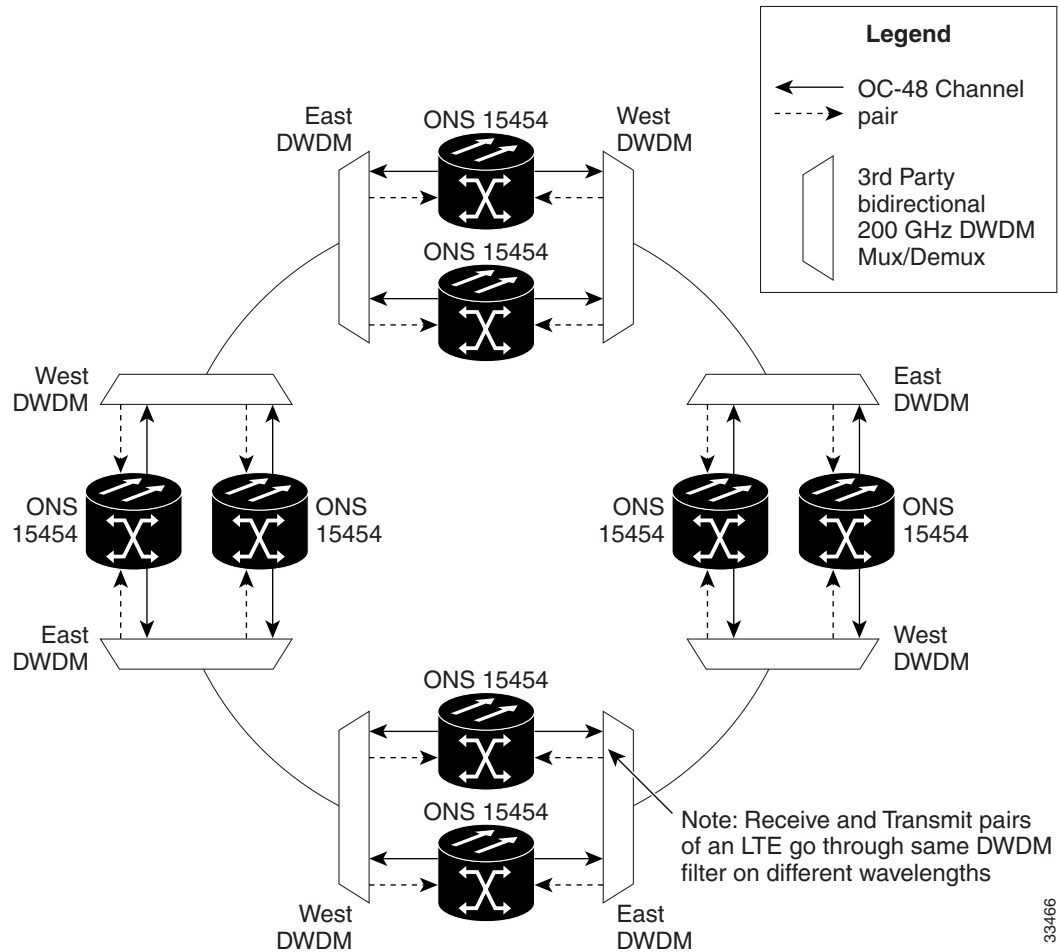 Legend
OC-48 Channel
pair
3rd Party
bidirectional
200 GHz DWDM
Mux/Demux
East
DWDM
ONS 15454
West
DWDM
ONS 15454
West
DWDM
East
DWDM
ONS
15454
ONS
15454
ONS
15454
ONS
15454
East
DWDM
West
DWDM
ONS 15454
ONS 15454
Note: Receive and Transmit pairs
of an LTE go through same DWDM
filter on different wavelengths
West
DWDM
East
DWDM
33466